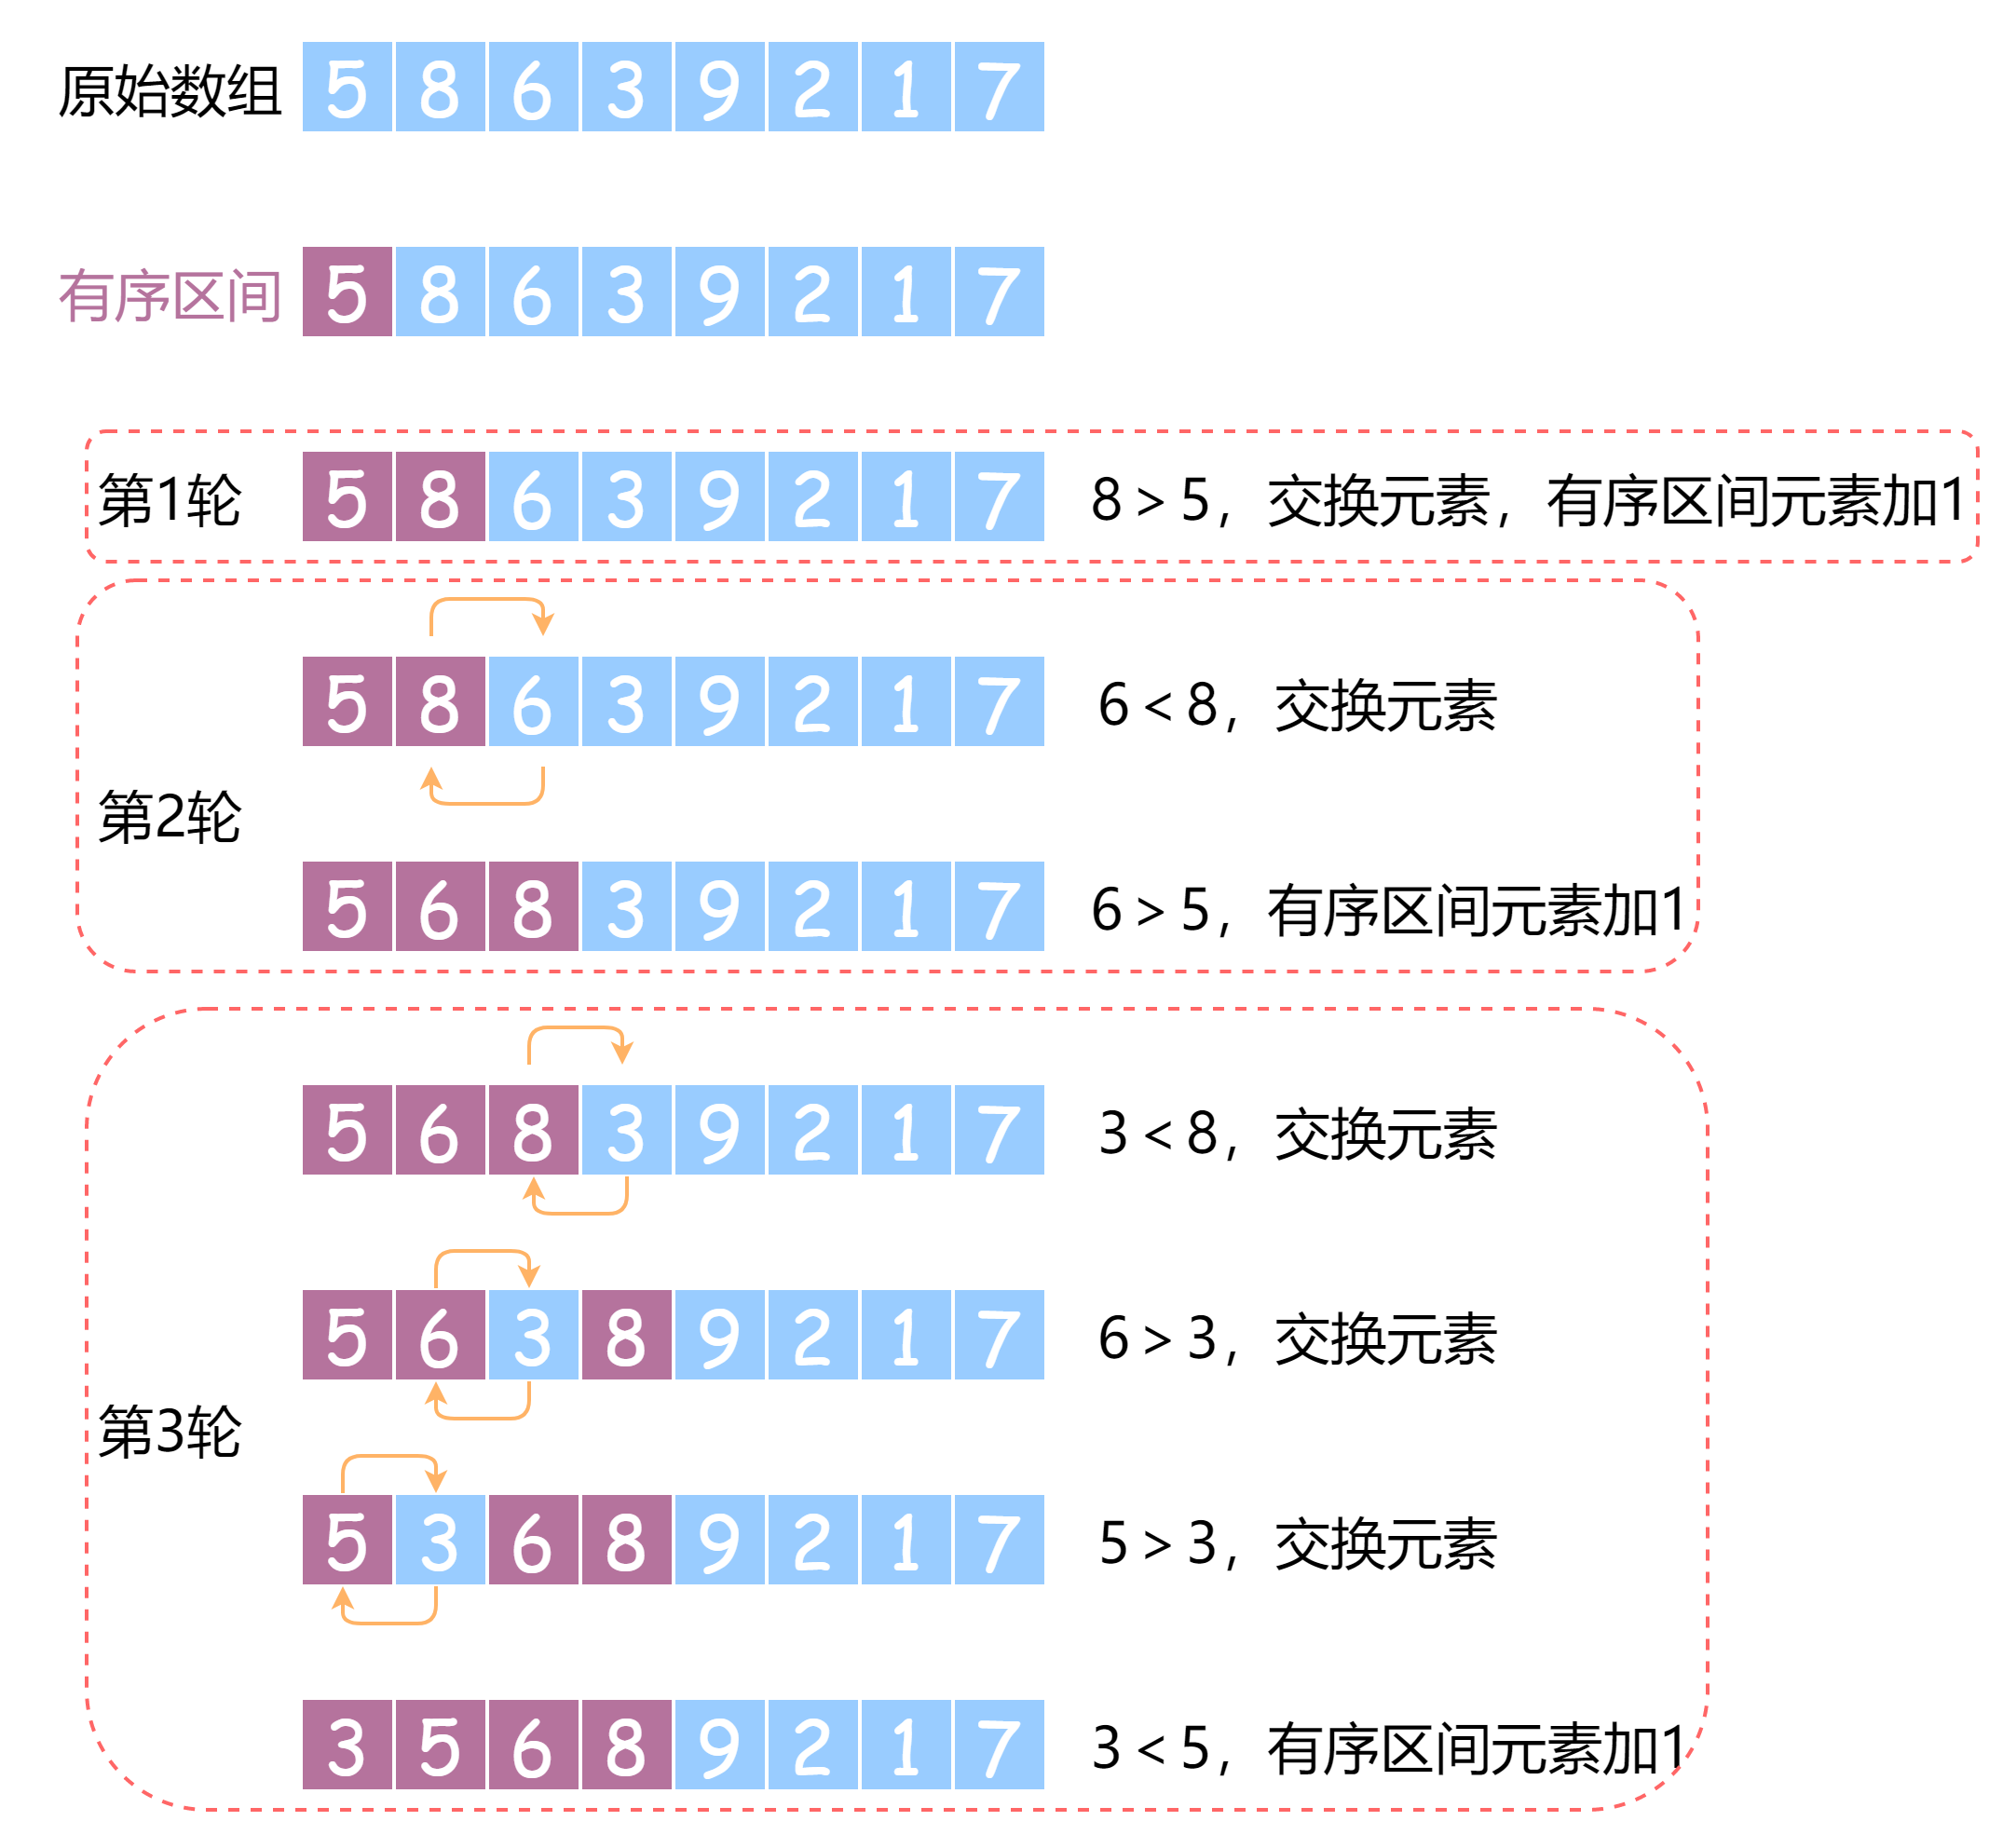 原始数组 5 8 6 3 9 2 1 7
有序区间 5 8 6 3 9 2 1 7
第1轮 5 8 6 3 9 2 1 7 8 > 5，交换元素，有序区间元素加1
5 8 6 3 9 2 1 7 6 < 8，交换元素
第2轮
5 6 8 3 9 2 1 7 6 > 5，有序区间元素加1
5 6 8 3 9 2 1 7 3 < 8，交换元素
5 6 3 8 9 2 1 7 6 > 3，交换元素
第3轮
5 3 6 8 9 2 1 7 5 > 3，交换元素
3 5 6 8 9 2 1 7 3 < 5，有序区间元素加1